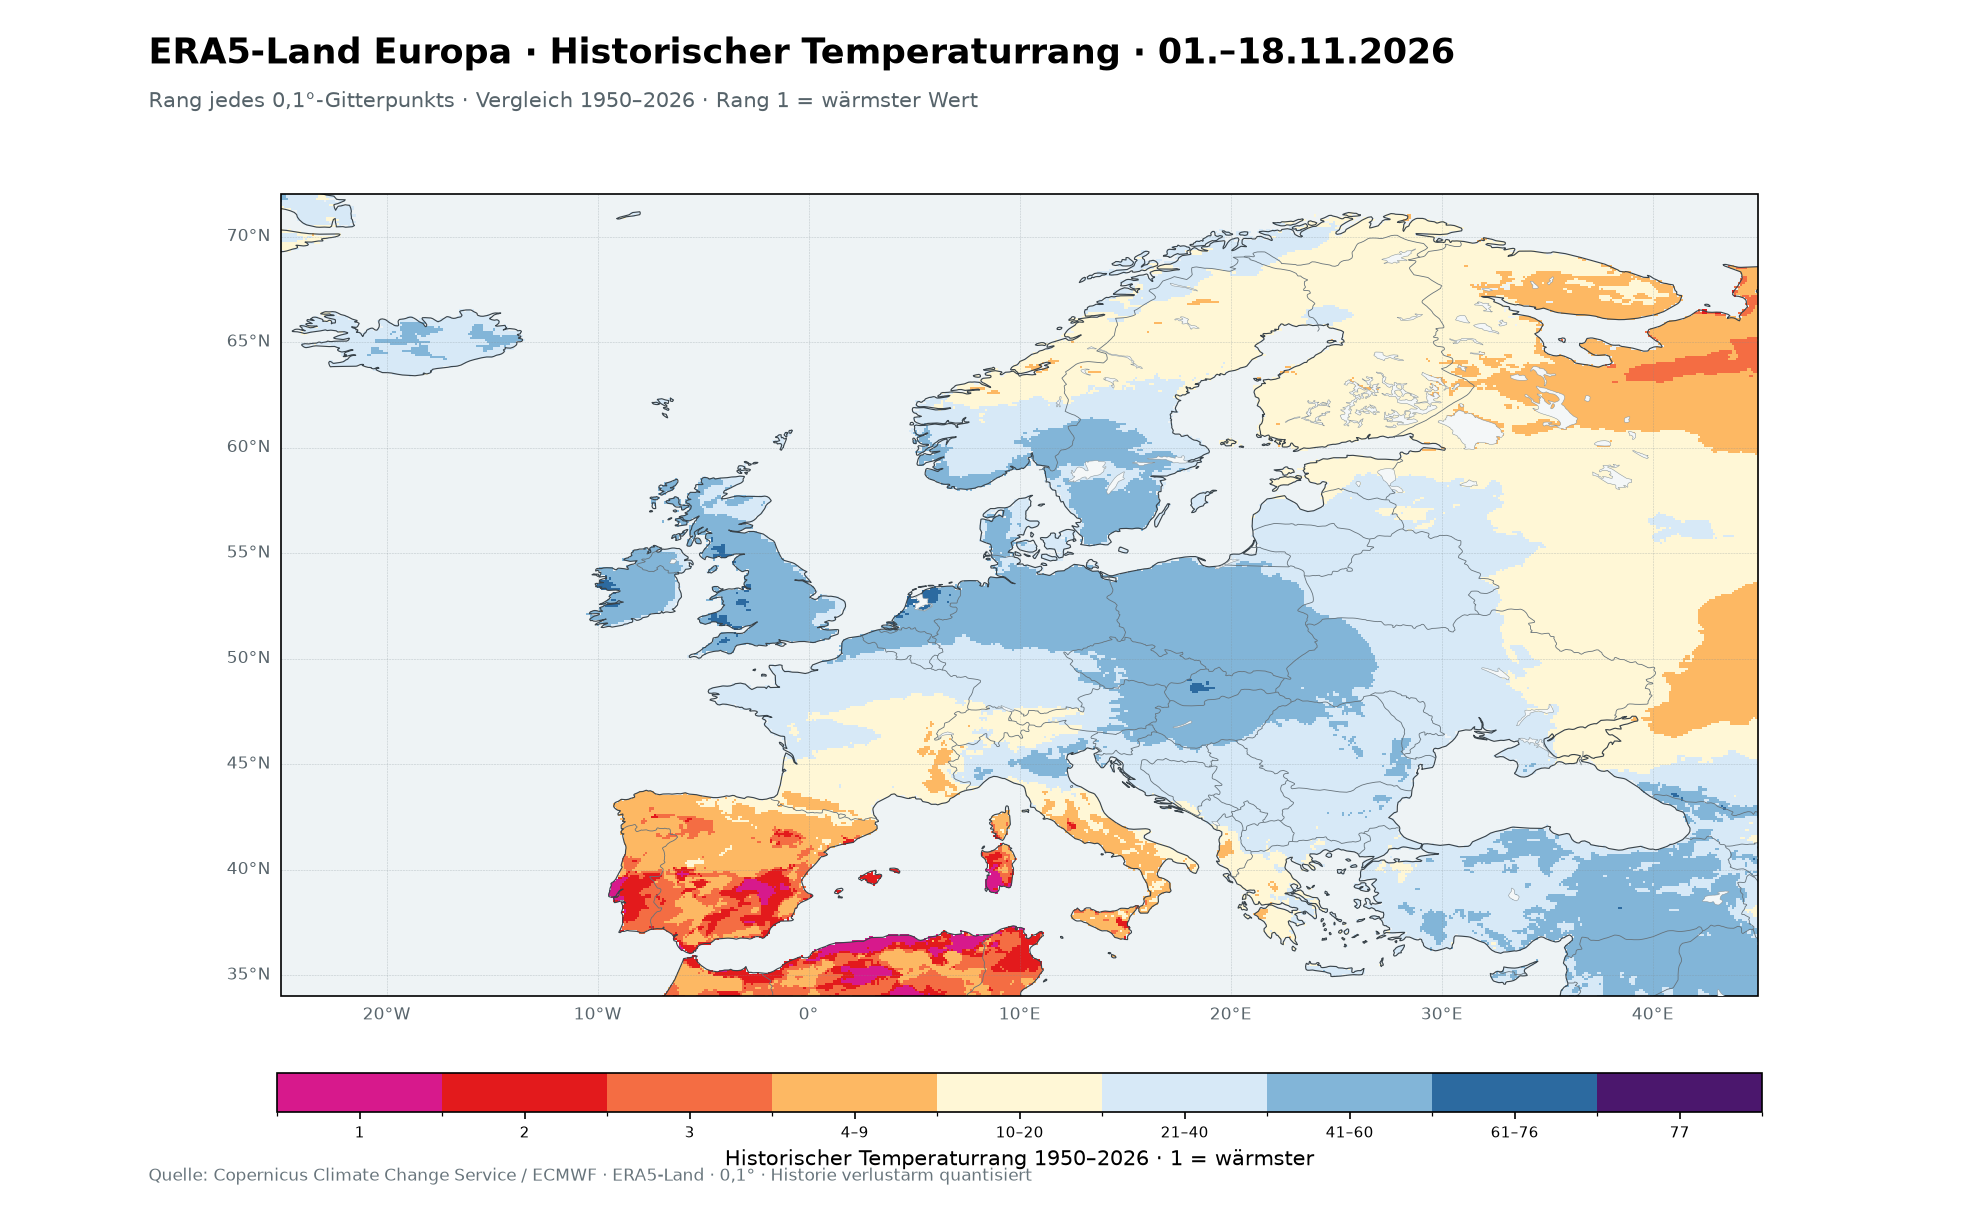 ERA5-Land Europa · Historischer Temperaturrang · 01.–18.11.2026
Rang jedes 0,1°-Gitterpunkts · Vergleich 1950–2026 · Rang 1 = wärmster Wert
70°N
65°N
60°N
55°N
50°N
45°N
40°N
35°N
20°W 10°W 0° 10°E 20°E 30°E 40°E
1 2 3 4–9 10–20 21–40 41–60 61–76 77
Historischer Temperaturrang 1950–2026 · 1 = wärmster
Quelle: Copernicus Climate Change Service / ECMWF · ERA5-Land · 0,1° · Historie verlustarm quantisiert